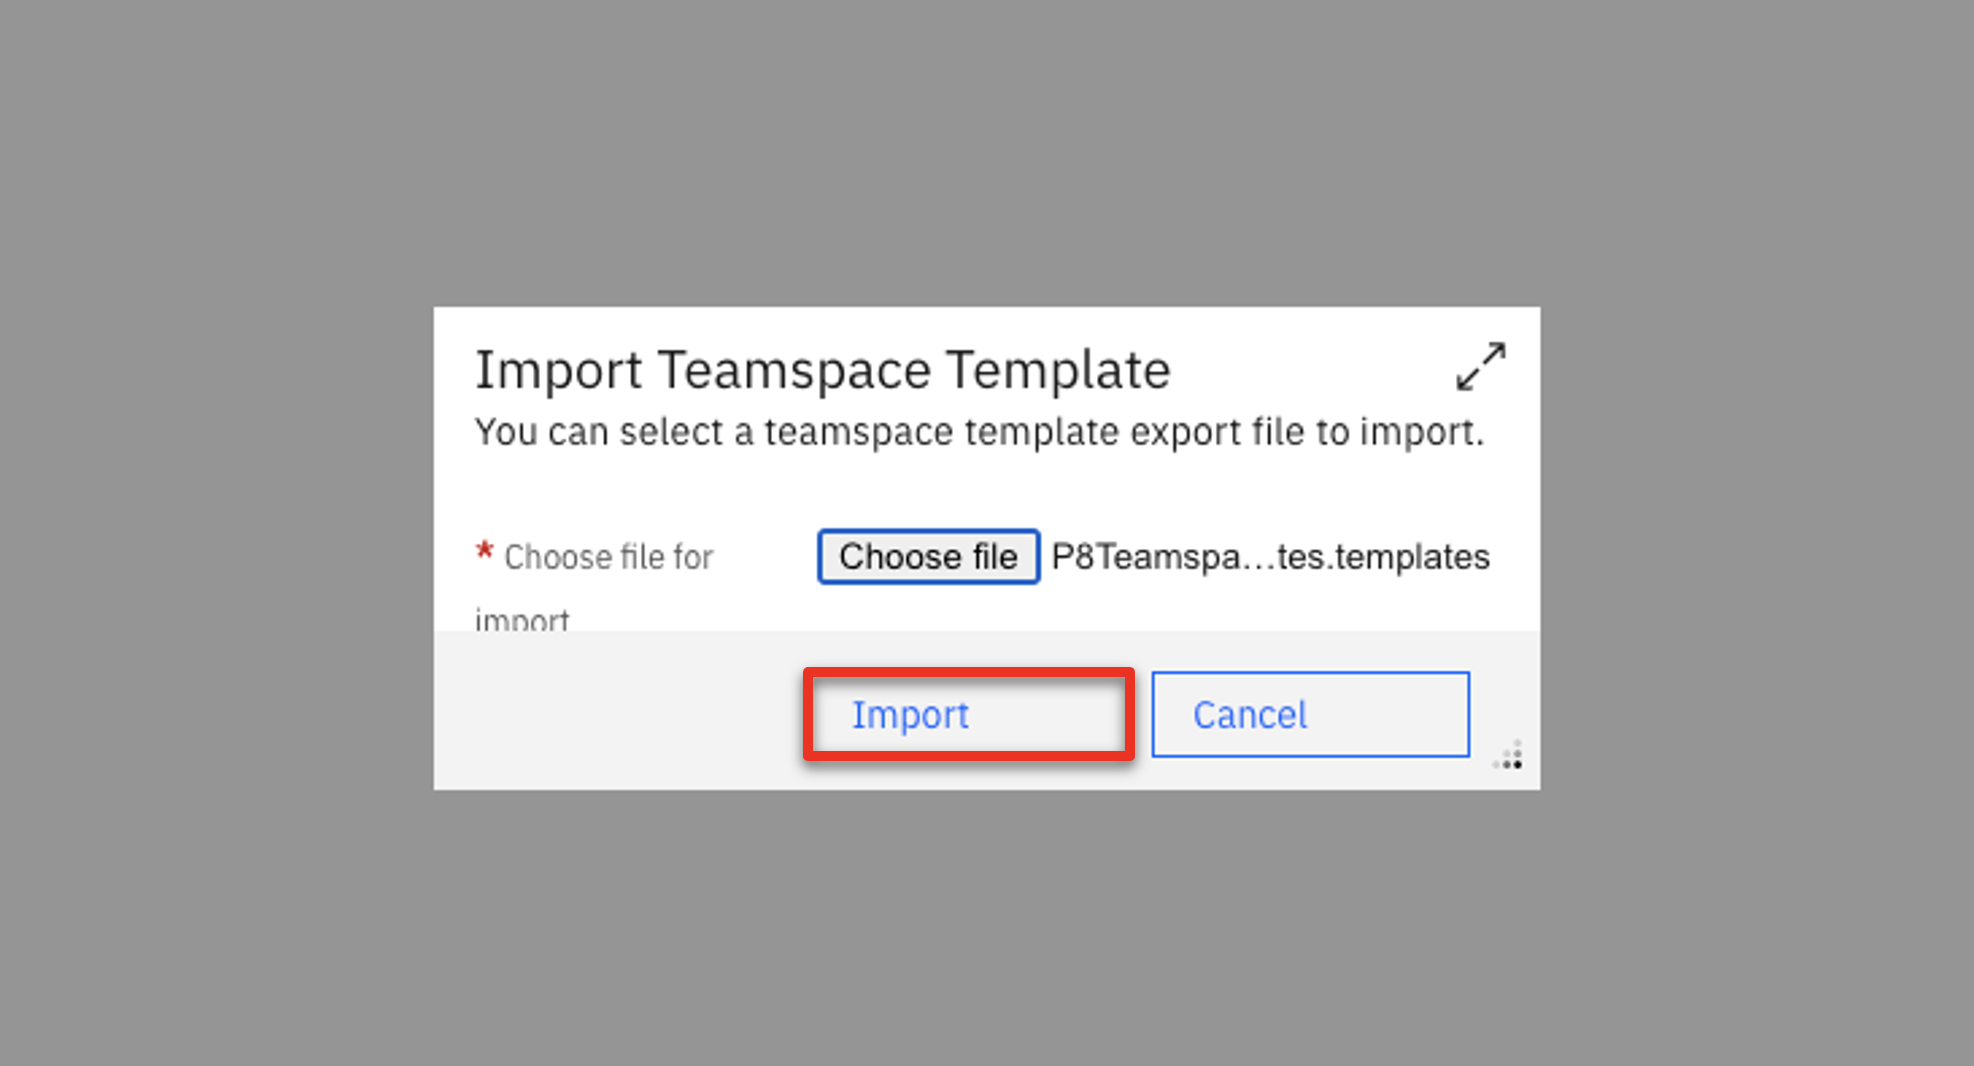 Import Teamspace Template
You can select a teamspace template export file to import.
* Choose file for import
Choose file P8Teamspa...tes.templates
Import
Cancel